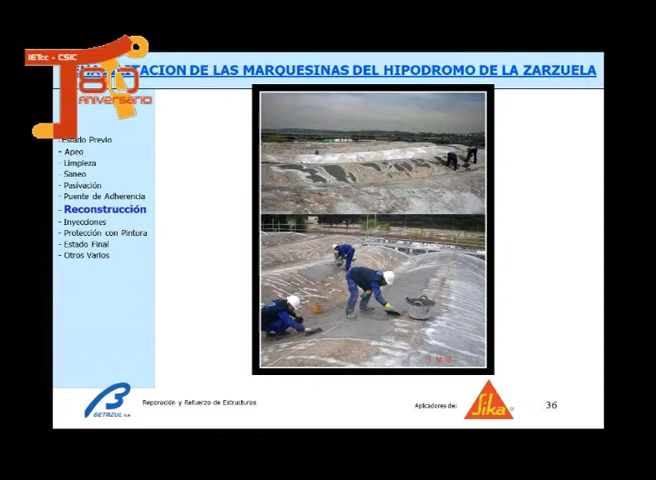 IETcc - CSIC
80
Aniversario
TACION DE LAS MARQUESINAS DEL HIPODROMO DE LA ZARZUELA
- Estado Previo
- Apeo
- Limpieza
- Saneo
- Pasivación
- Puente de Adherencia
- Reconstrucción
- Inyecciones
- Protección con Pintura
- Estado Final
- Otros Varios
BETAZUL S.A
Reparación y Refuerzo de Estructuras
Aplicadores de:
Sika
36